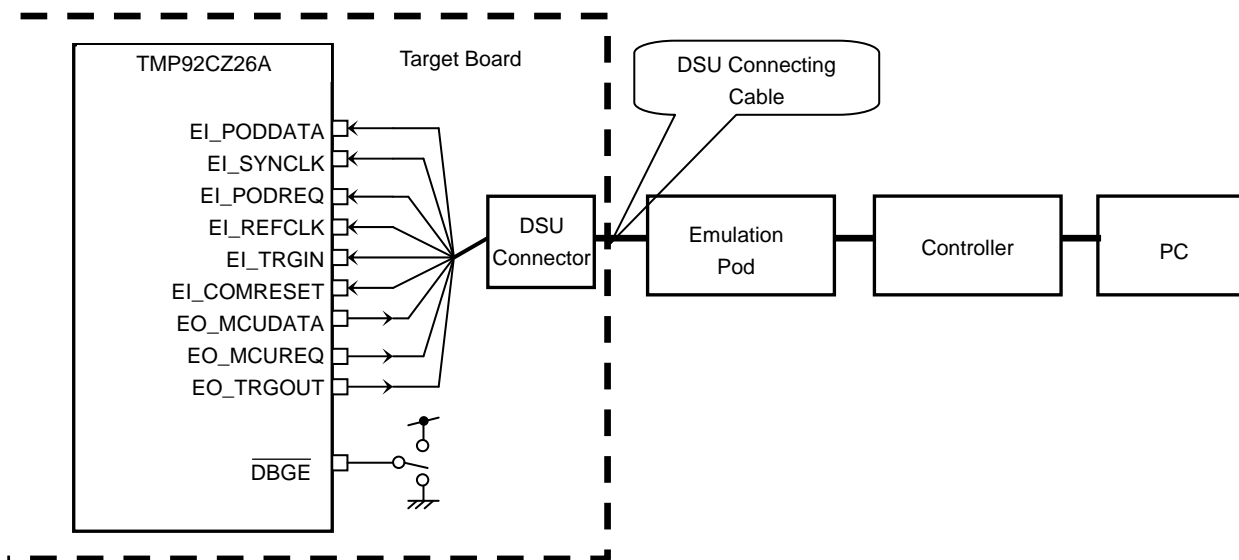 TMP92CZ26A
Target Board
DSU Connecting
Cable
EI_PODDATA
EI_SYNCLK
EI_PODREQ
EI_REFCLK
EI_TRGIN
EI_COMRESET
EO_MCUDATA
EO_MCUREQ
EO_TRGOUT
DBGE
DSU
Connector
Emulation
Pod
Controller
PC